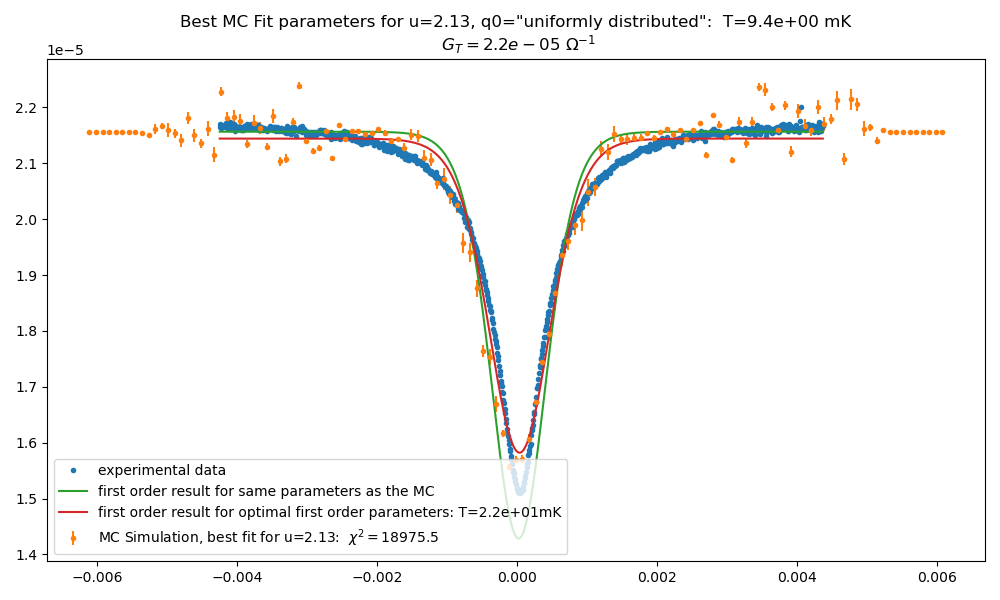 Best MC Fit parameters for u=2.13, q0="uniformly distributed":  T=9.4e+00 mK
G_T = 2.2e − 05 Ω⁻¹
1e−5
2.2
2.1
2.0
1.9
1.8
1.7
1.6
1.5
1.4
experimental data
first order result for same parameters as the MC
first order result for optimal first order parameters: T=2.2e+01mK
MC Simulation, best fit for u=2.13:  χ² = 18975.5
−0.006 −0.004 −0.002 0.000 0.002 0.004 0.006